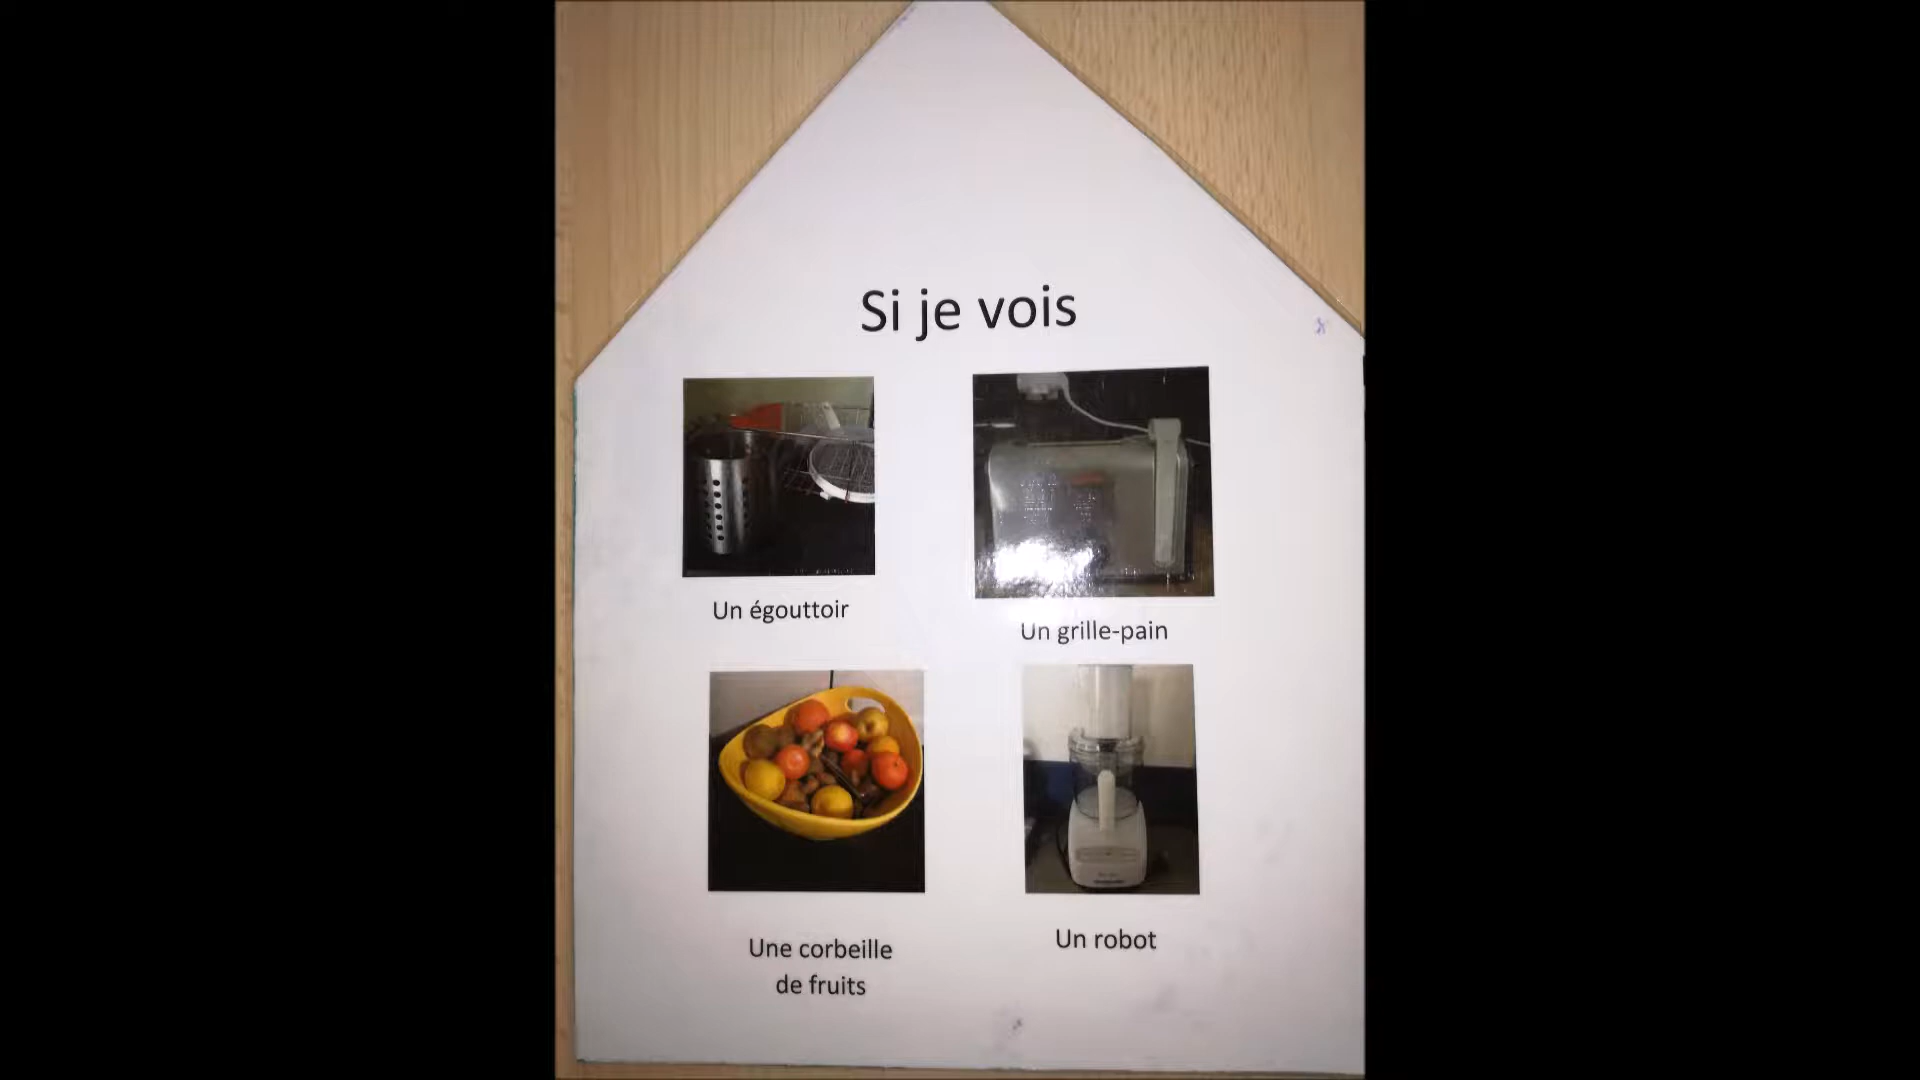 Si je vois
Un égouttoir
Un grille-pain
Une corbeille
de fruits
Un robot